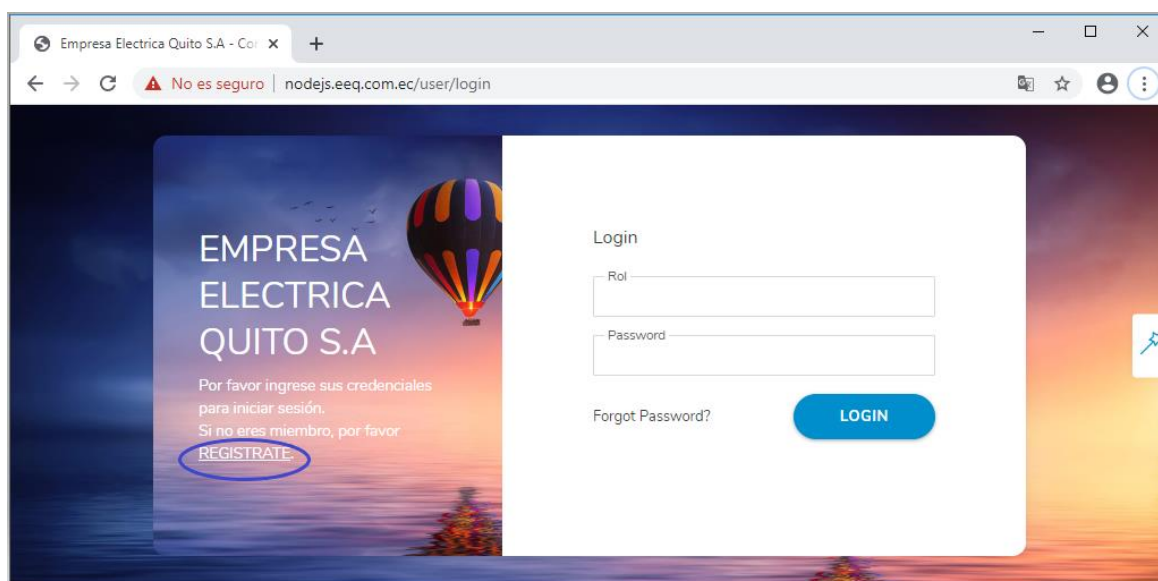 Empresa Electrica Quito S.A - Cor
No es seguro | nodejs.eeq.com.ec/user/login
EMPRESA
ELECTRICA
QUITO S.A
Por favor ingrese sus credenciales
para iniciar sesión.
Si no eres miembro, por favor
REGISTRATE.
Login
Rol
Password
Forgot Password?
LOGIN